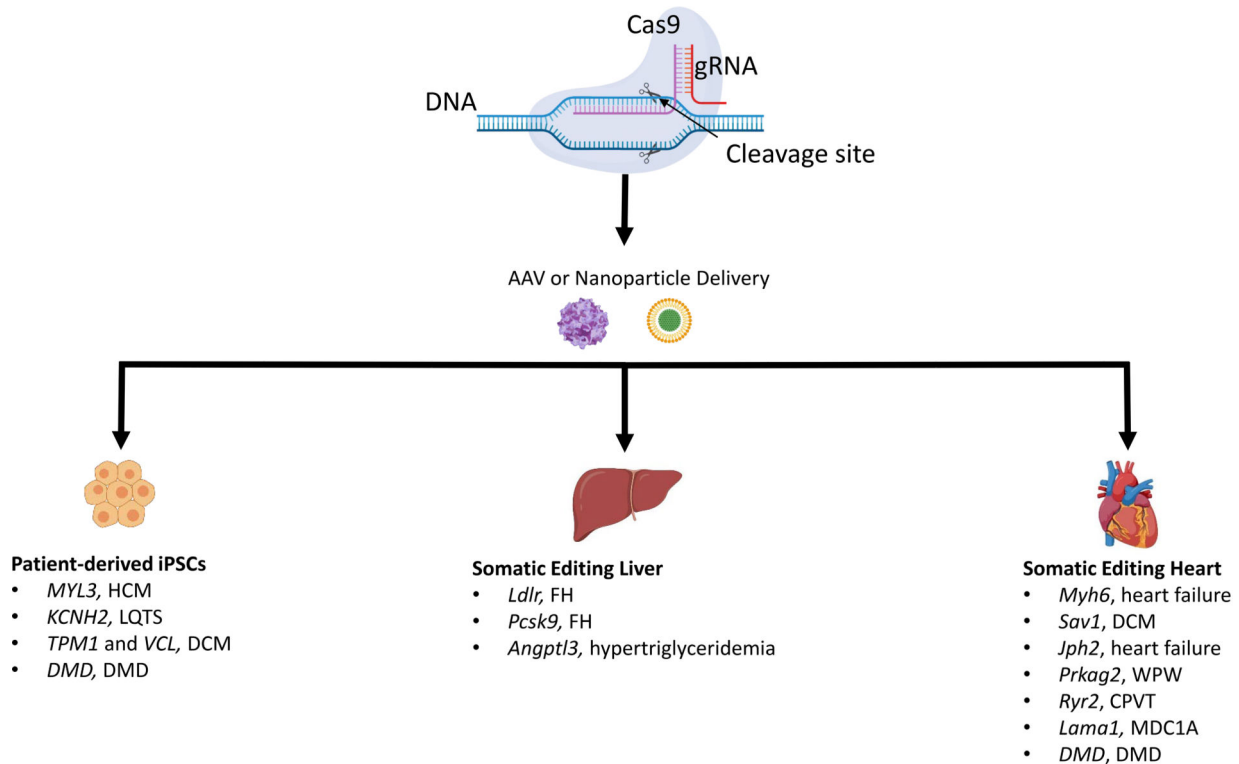 Cas9
gRNA
DNA
Cleavage site
AAV or Nanoparticle Delivery
Patient-derived iPSCs
• MYL3, HCM
• KCNH2, LQTS
• TPM1 and VCL, DCM
• DMD, DMD
Somatic Editing Liver
• Ldlr, FH
• Pcsk9, FH
• Angptl3, hypertriglyceridemia
Somatic Editing Heart
• Myh6, heart failure
• Sav1, DCM
• Jph2, heart failure
• Prkag2, WPW
• Ryr2, CPVT
• Lama1, MDC1A
• DMD, DMD